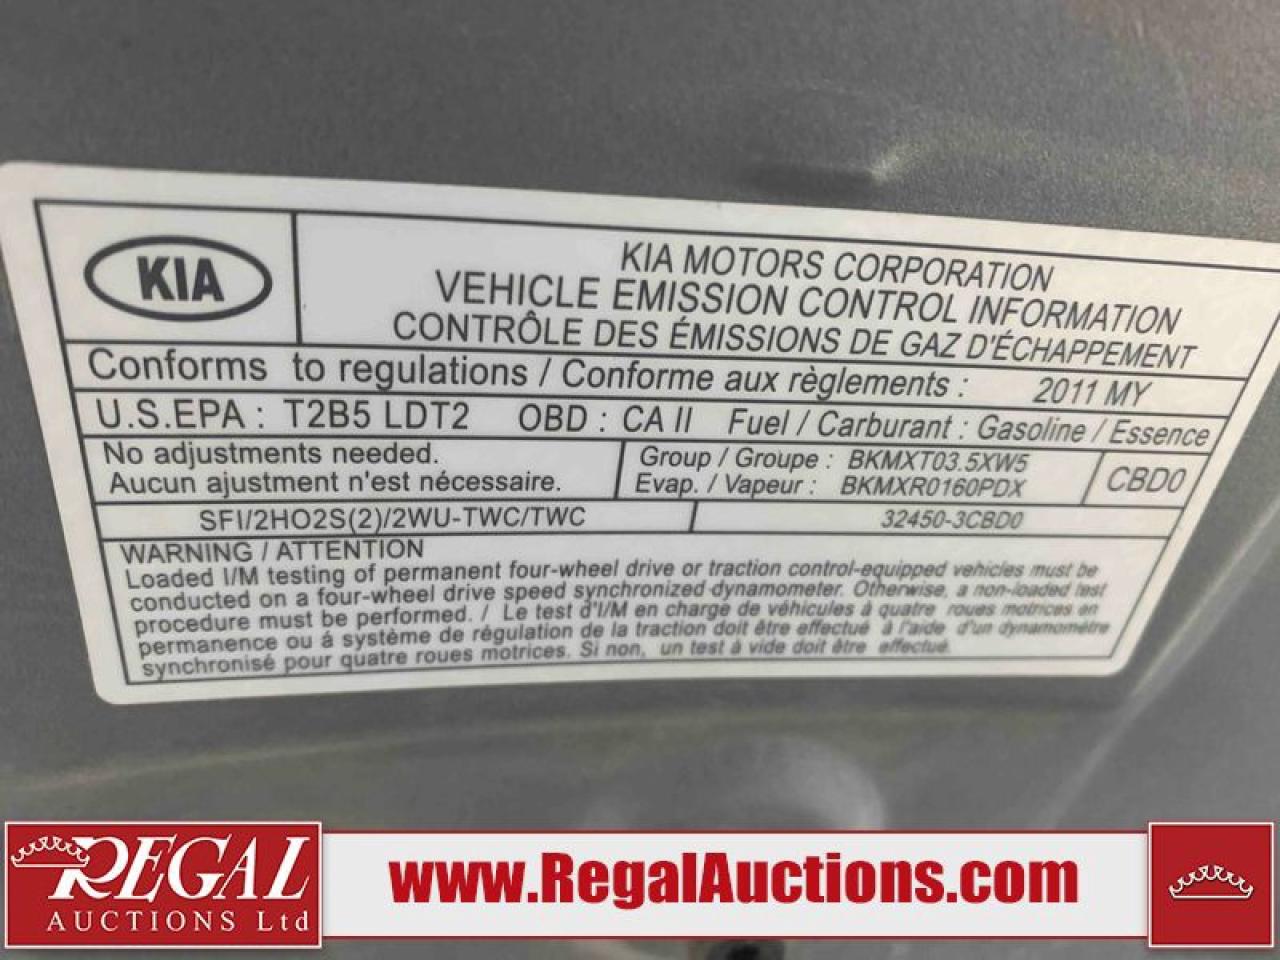 KIA
KIA MOTORS CORPORATION
VEHICLE EMISSION CONTROL INFORMATION
CONTRÔLE DES ÉMISSIONS DE GAZ D'ÉCHAPPEMENT
Conforms to regulations / Conforme aux règlements : 2011 MY
U.S.EPA : T2B5 LDT2 OBD : CA II Fuel / Carburant : Gasoline / Essence
No adjustments needed.
Aucun ajustment n'est nécessaire.
Group / Groupe : BKMXT03.5XW5
Evap. / Vapeur : BKMXR0160PDX
CBD0
SFI/2HO2S(2)/2WU-TWC/TWC
32450-3CBD0
WARNING / ATTENTION
Loaded I/M testing of permanent four-wheel drive or traction control-equipped vehicles must be
conducted on a four-wheel drive speed synchronized-dynamometer. Otherwise, a non-loaded test
procedure must be performed. / Le test d'I/M en charge de véhicules à quatre roues motrices en
permanence ou á système de régulation de la traction doit être effectué à l'aide d'un dynamomètre
synchronisé pour quatre roues motrices. Si non, un test à vide doit être effectué.
REGAL
AUCTIONS Ltd
www.RegalAuctions.com